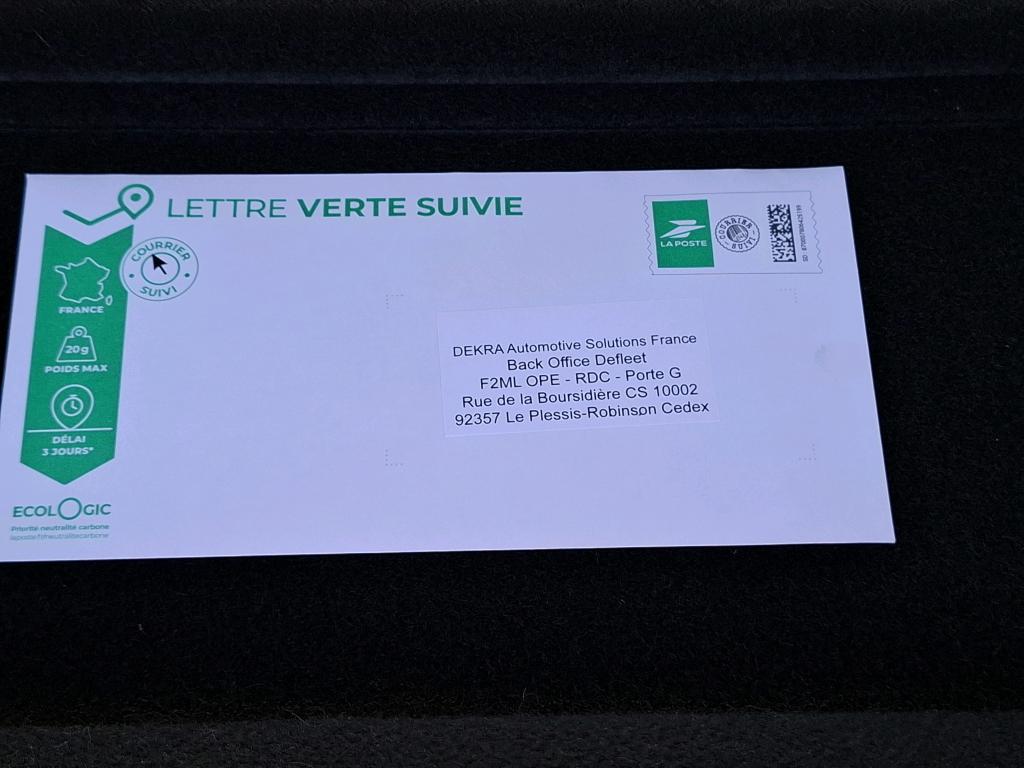 LETTRE VERTE SUIVIE
COURRIER
SUIVI
FRANCE
20g
POIDS MAX
DÉLAI
3 JOURS*
ECOLOGIC
Priorité neutralité carbone
laposte.fr/neutralitecarbone
LA POSTE
COURRIER
SUIVI
DEKRA Automotive Solutions France
Back Office Defleet
F2ML OPE - RDC - Porte G
Rue de la Boursidière CS 10002
92357 Le Plessis-Robinson Cedex